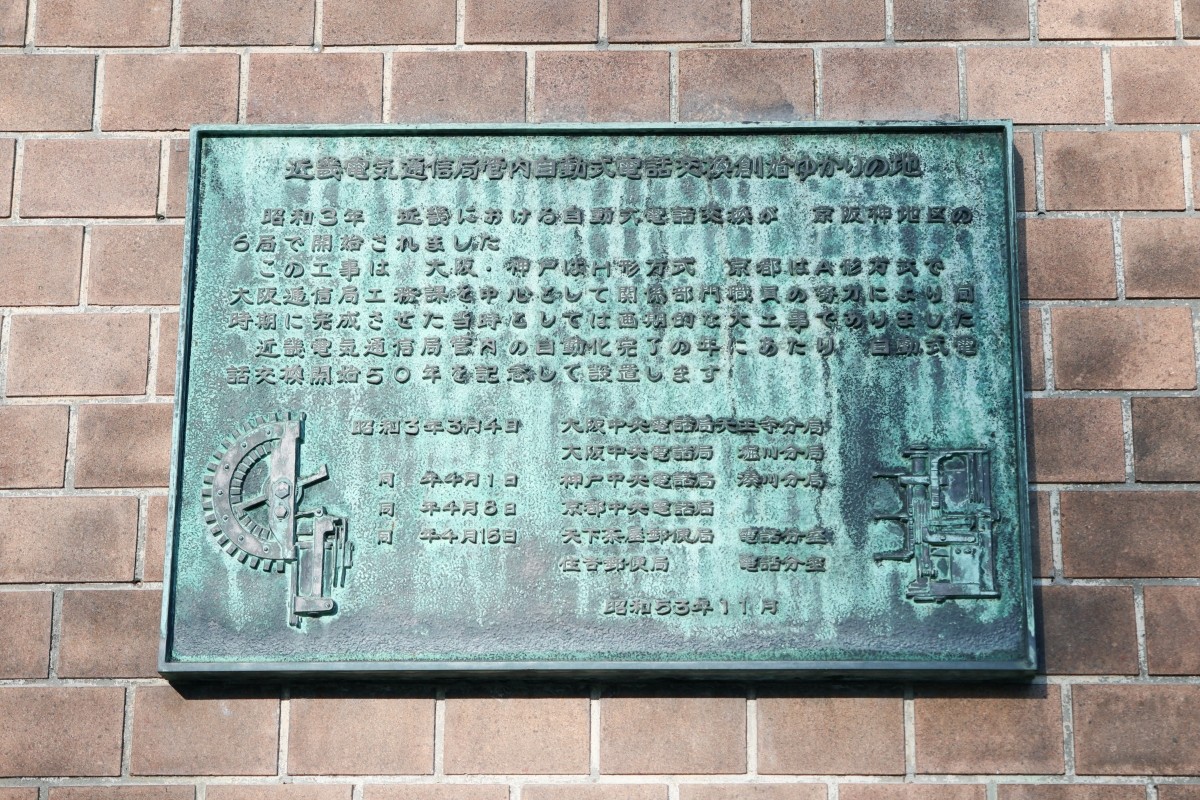 近畿電気通信局管内自動式電話交換創始ゆかりの地
昭和3年 近畿における自動式電話交換が 京阪神地区の
6局で開始されました
この工事は 大阪・神戸はH形方式 京都はA形方式で
大阪通信局工務課を中心として関係部門職員の努力により同
時期に完成させた当時としては画期的な大工事でありました
近畿電気通信局管内の自動化完了の年にあたり 自動式電
話交換開始50年を記念して設置します
昭和3年3月4日 大阪中央電話局天王寺分局
大阪中央電話局 堀川分局
同 年4月1日 神戸中央電話局 湊川分局
同 年4月8日 京都中央電話局
同 年4月15日 天下茶屋郵便局 電話分室
住吉郵便局 電話分室
昭和53年11月